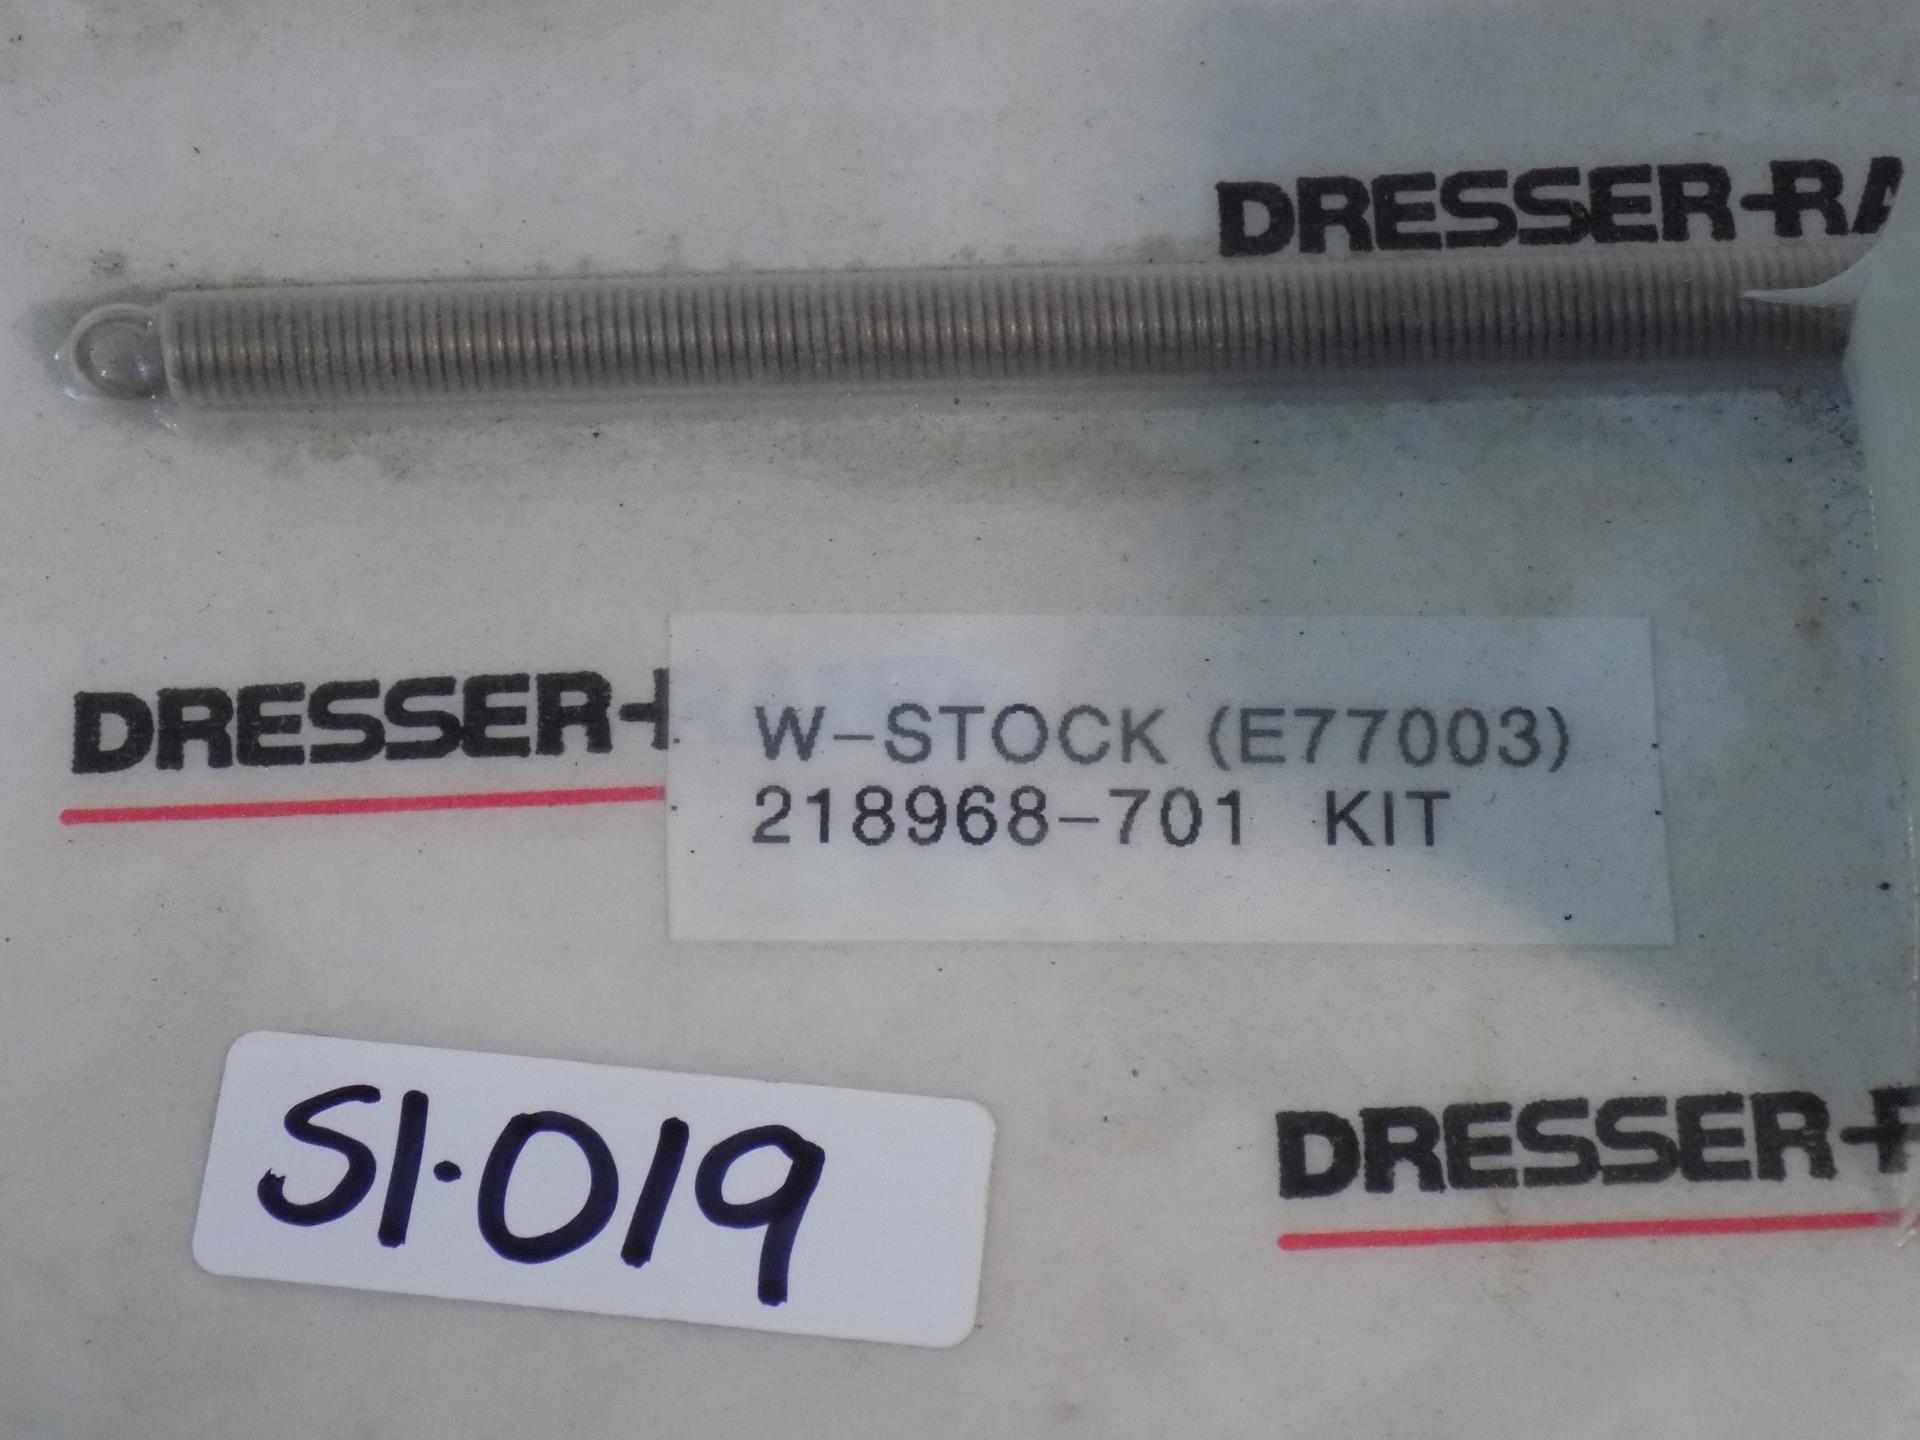 DRESSER-RA
DRESSER-R
W-STOCK (E77003)
218968-701 KIT
S1.019
DRESSER-R